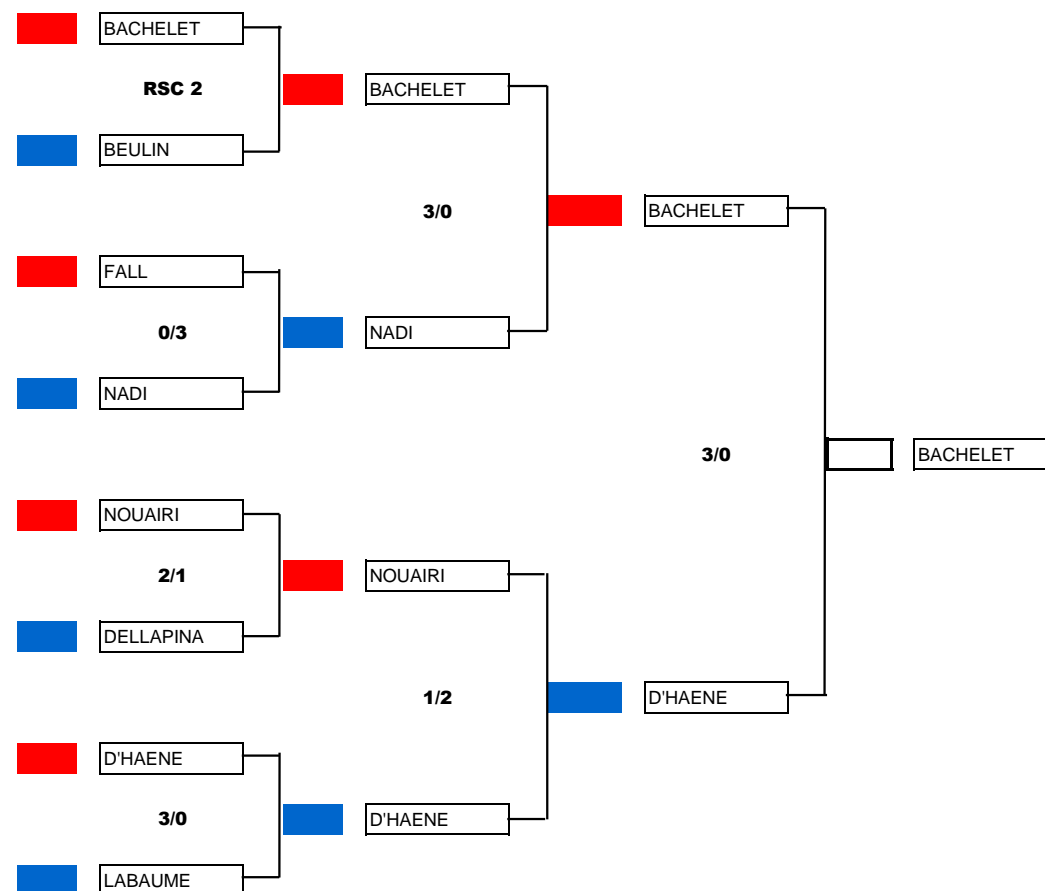 BACHELET
RSC 2
BACHELET
BEULIN
3/0
BACHELET
FALL
0/3
NADI
NADI
3/0
BACHELET
NOUAIRI
2/1
NOUAIRI
DELLAPINA
1/2
D'HAENE
D'HAENE
3/0
D'HAENE
LABAUME